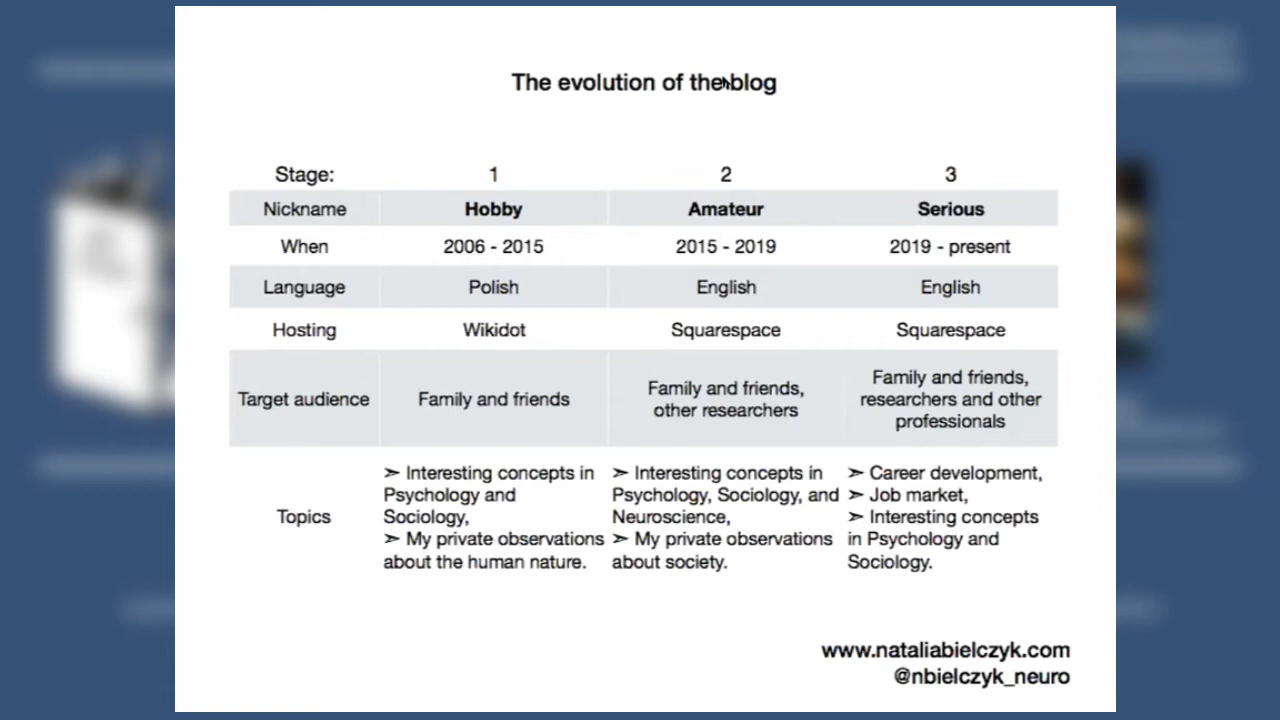 The evolution of the blog
Stage: 1 2 3
Nickname Hobby Amateur Serious
When 2006 - 2015 2015 - 2019 2019 - present
Language Polish English English
Hosting Wikidot Squarespace Squarespace
Target audience
Family and friends
Family and friends,
other researchers
Family and friends,
researchers and other
professionals
Topics
➣ Interesting concepts in
Psychology and
Sociology,
➣ My private observations
about the human nature.
➣ Interesting concepts in
Psychology, Sociology, and
Neuroscience,
➣ My private observations
about society.
➣ Career development,
➣ Job market,
➣ Interesting concepts
in Psychology and
Sociology.
www.nataliabielczyk.com
@nbielczyk_neuro